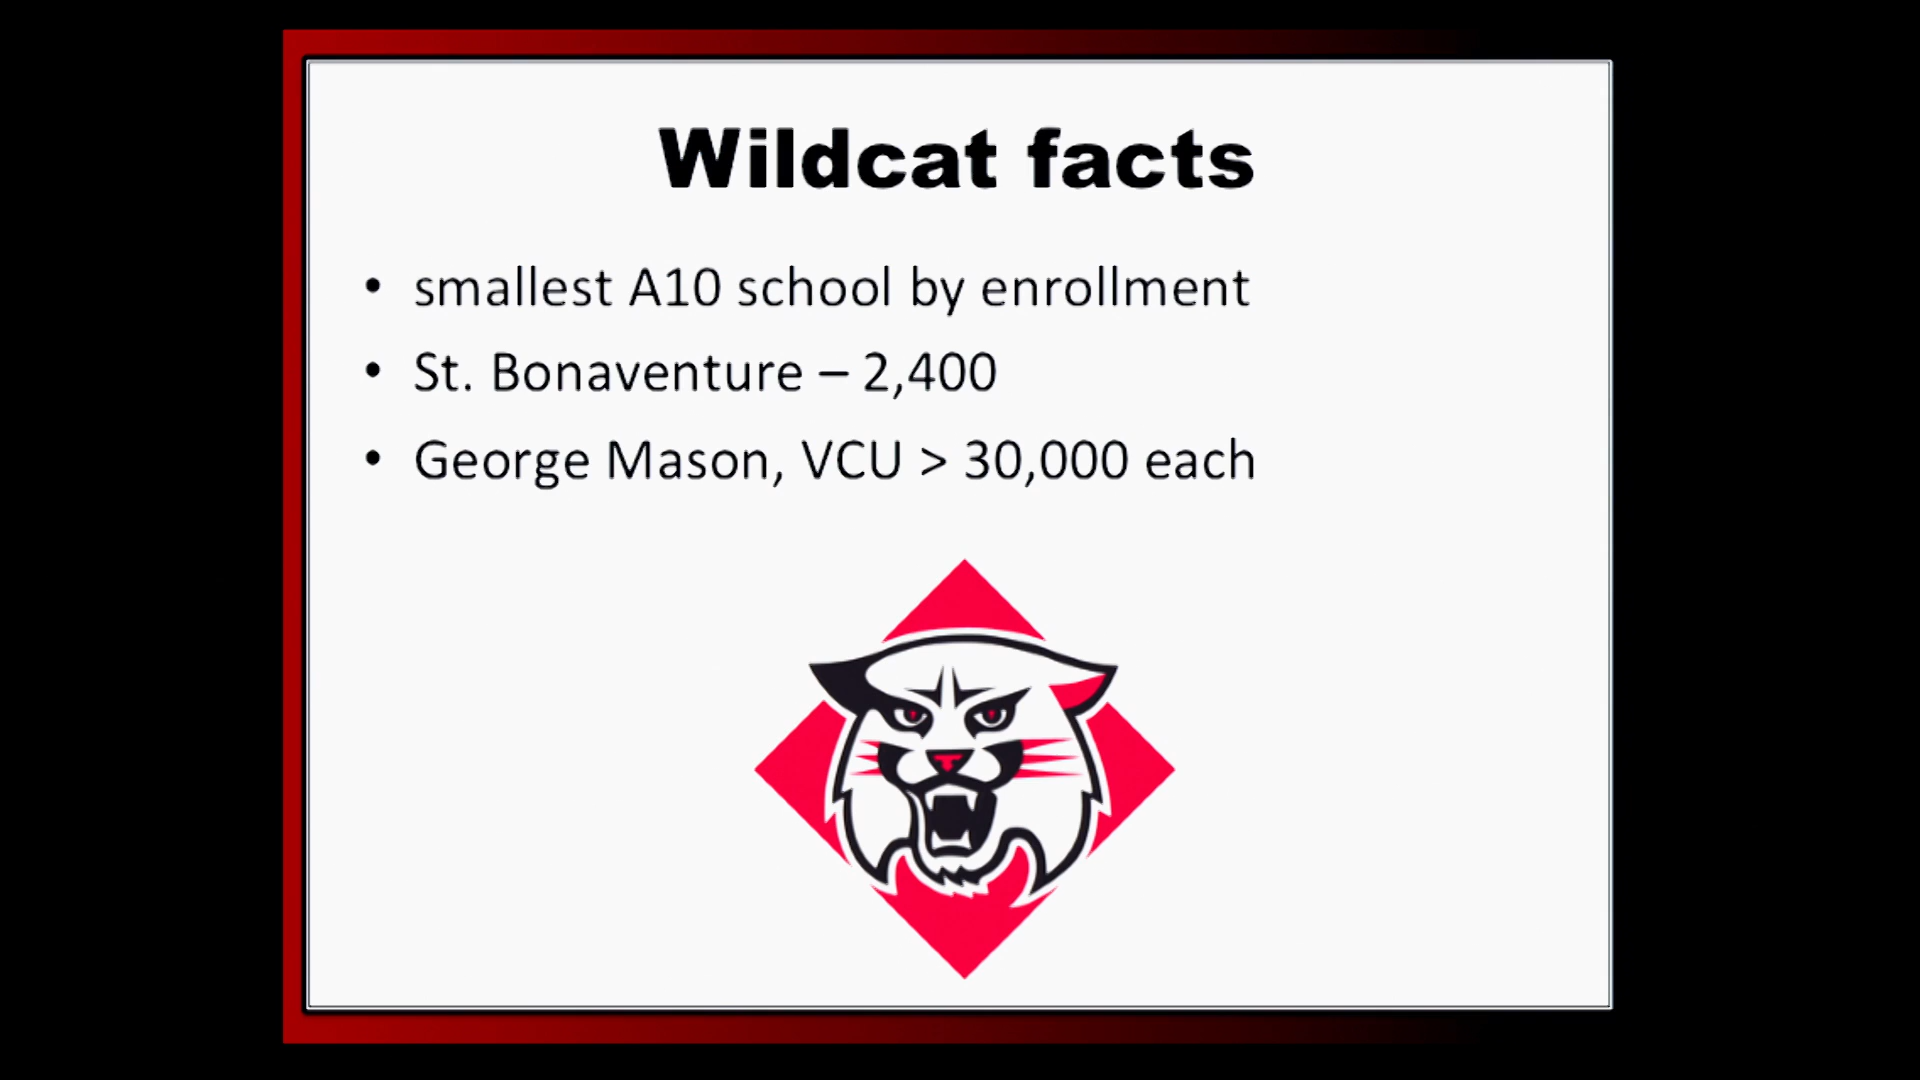 Wildcat facts
• smallest A10 school by enrollment
• St. Bonaventure – 2,400
• George Mason, VCU > 30,000 each